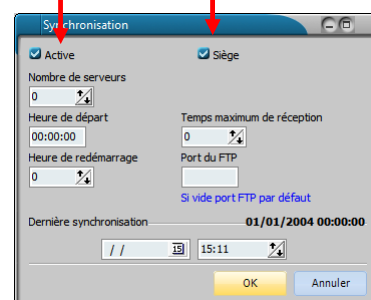 Synchronisation
Active
Siège
Nombre de serveurs
0
Heure de départ
Temps maximum de réception
00:00:00
0
Heure de redémarrage
Port du FTP
0
Si vide port FTP par défaut
Dernière synchronisation
01/01/2004 00:00:00
/ /
15
15:11
OK
Annuler